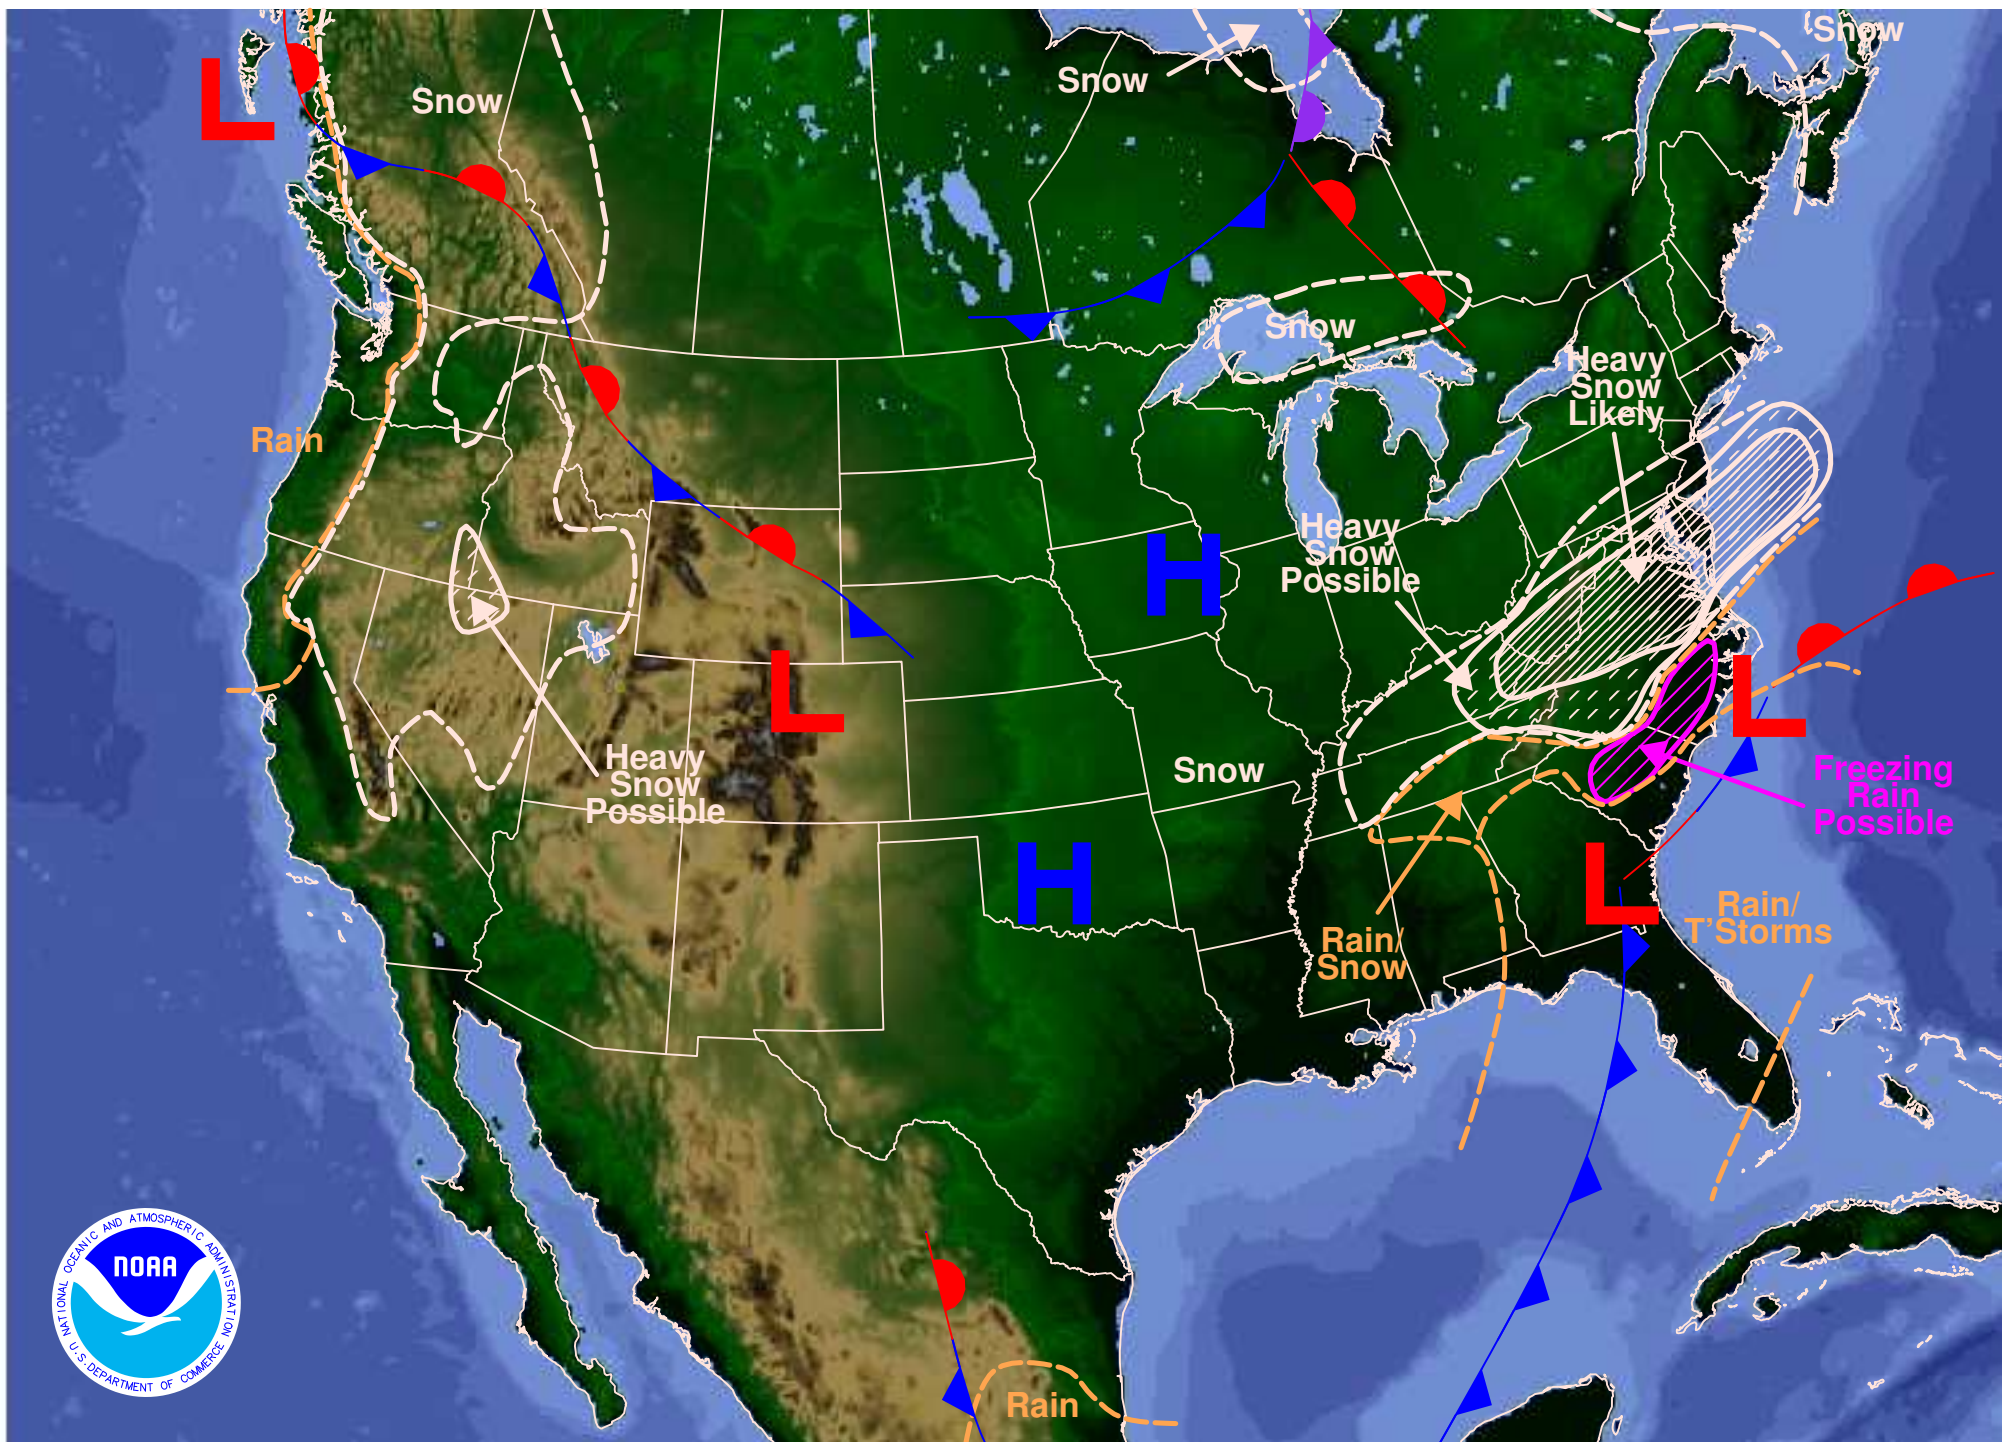 Snow
Snow
Snow
L
Snow
Heavy
Snow
Likely
Rain
Heavy
Snow
Possible
H
L
L
Heavy
Snow
Possible
Snow
Freezing
Rain
Possible
H
L
Rain/
T'Storms
Rain/
Snow
Rain
NATIONAL OCEANIC AND ATMOSPHERIC ADMINISTRATION
NOAA
U.S. DEPARTMENT OF COMMERCE